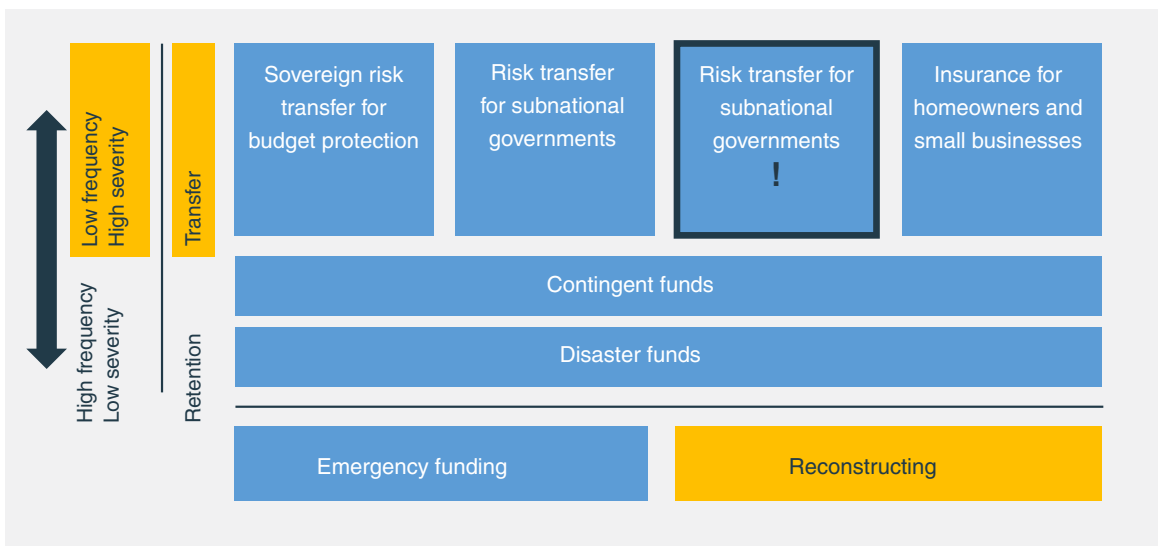 Low frequency
High severity
Transfer
Sovereign risk
transfer for
budget protection
Risk transfer
for subnational
governments
Risk transfer for
subnational
governments
!
Insurance for
homeowners and
small businesses
High frequency
Low severity
Retention
Contingent funds
Disaster funds
Emergency funding
Reconstructing